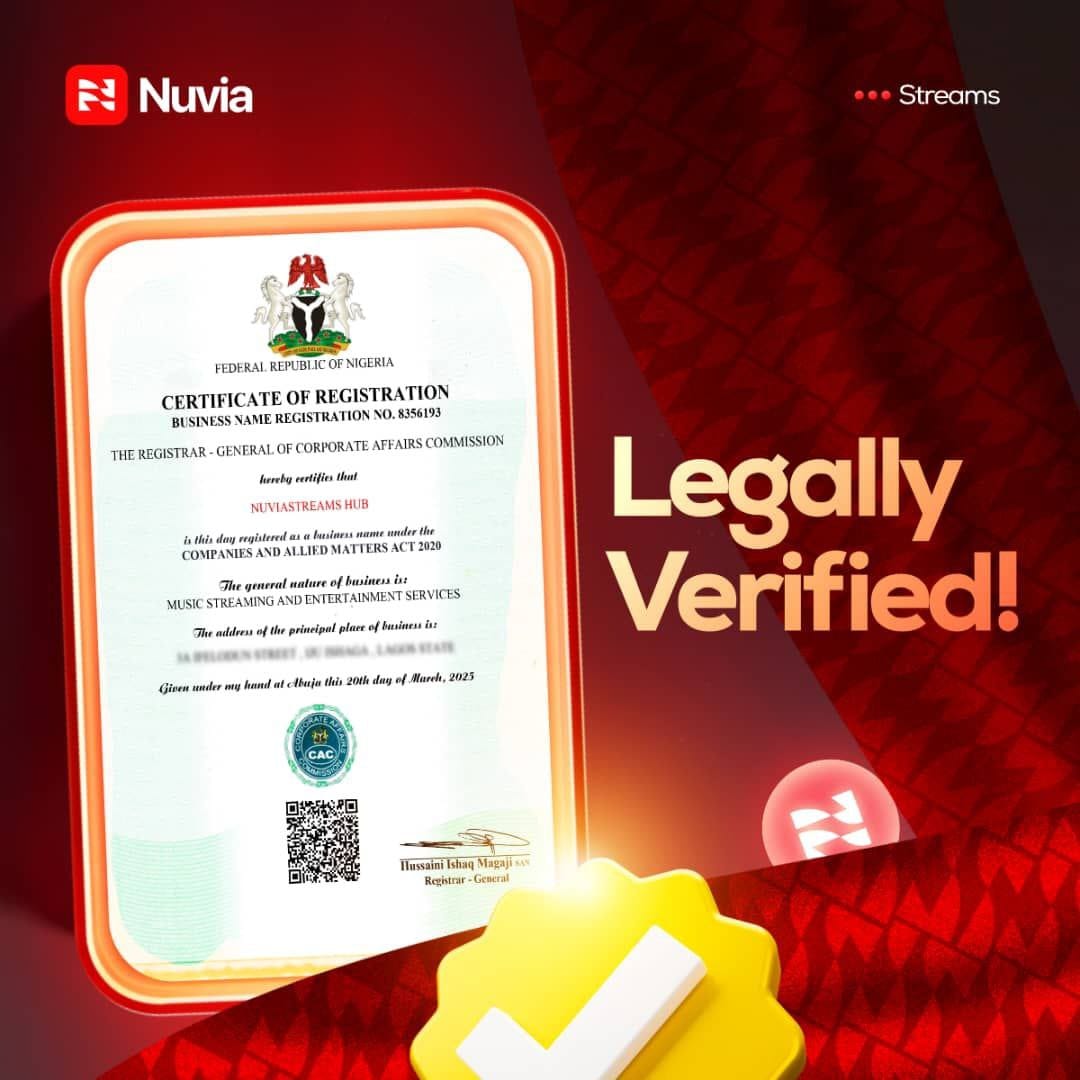 Nuvia
Streams
FEDERAL REPUBLIC OF NIGERIA
CERTIFICATE OF REGISTRATION
BUSINESS NAME REGISTRATION NO. 8356193
THE REGISTRAR - GENERAL OF CORPORATE AFFAIRS COMMISSION
hereby certifies that
NUVIASTREAMS HUB
is this day registered as a business name under the
COMPANIES AND ALLIED MATTERS ACT 2020
The general nature of business is:
MUSIC STREAMING AND ENTERTAINMENT SERVICES
The address of the principal place of business is:
Given under my hand at Abuja this 20th day of March, 2025
CORPORATE AFFAIRS
CAC
COMMISSION
Hussaini Ishaq Magaji SAN
Registrar - General
Legally
Verified!